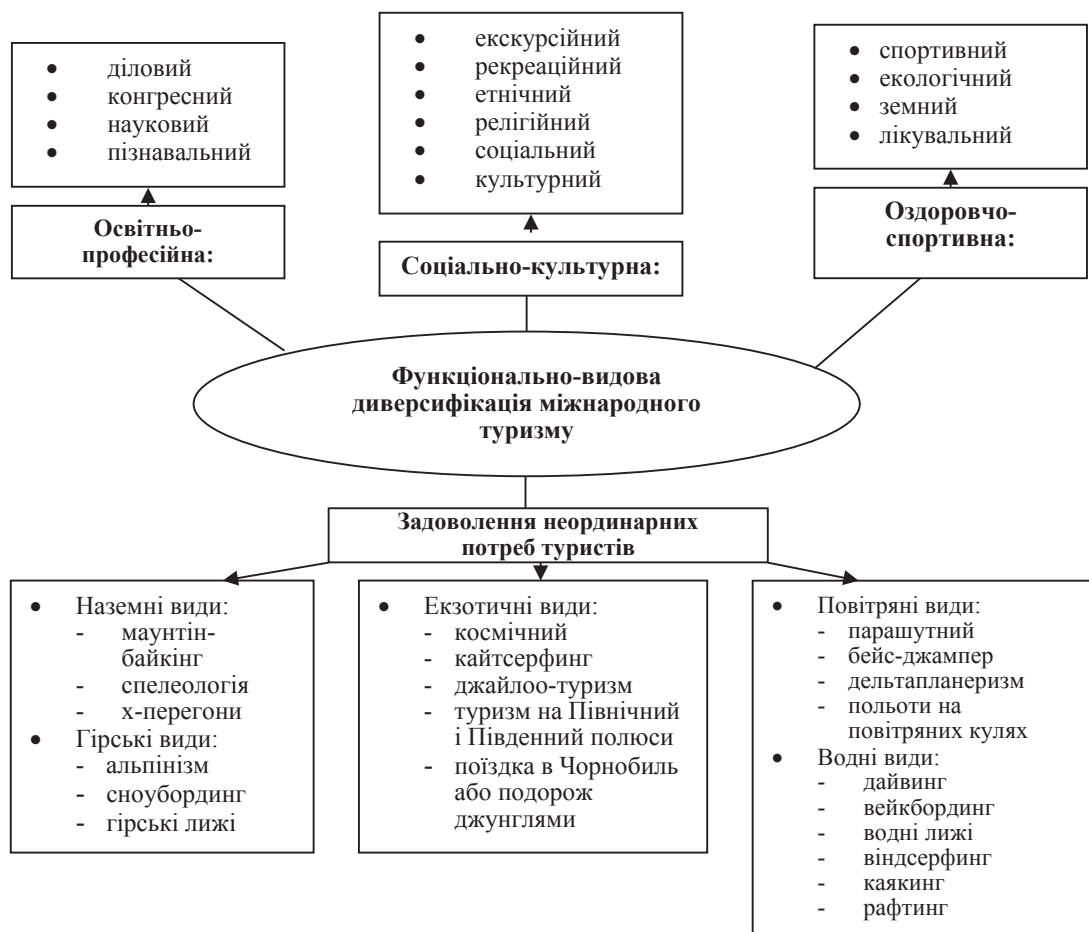 • діловий
• конгресний
• науковий
• пізнавальний
Освітньо-
професійна:
• екскурсійний
• рекреаційний
• етнічний
• релігійний
• соціальний
• культурний
Соціально-культурна:
• спортивний
• екологічний
• земний
• лікувальний
Оздоровчо-
спортивна:
Функціонально-видова
диверсифікація міжнародного
туризму
Задоволення неординарних
потреб туристів
• Наземні види:
- маунтін-
байкінг
- спелеологія
- х-перегони
• Гірські види:
- альпінізм
- сноубординг
- гірські лижі
• Екзотичні види:
- космічний
- кайтсерфинг
- джайлоо-туризм
- туризм на Північний
і Південний полюси
- поїздка в Чорнобиль
або подорож
джунглями
• Повітряні види:
- парашутний
- бейс-джампер
- дельтапланеризм
- польоти на
повітряних кулях
• Водні види:
- дайвинг
- вейкбординг
- водні лижі
- віндсерфинг
- каякинг
- рафтинг